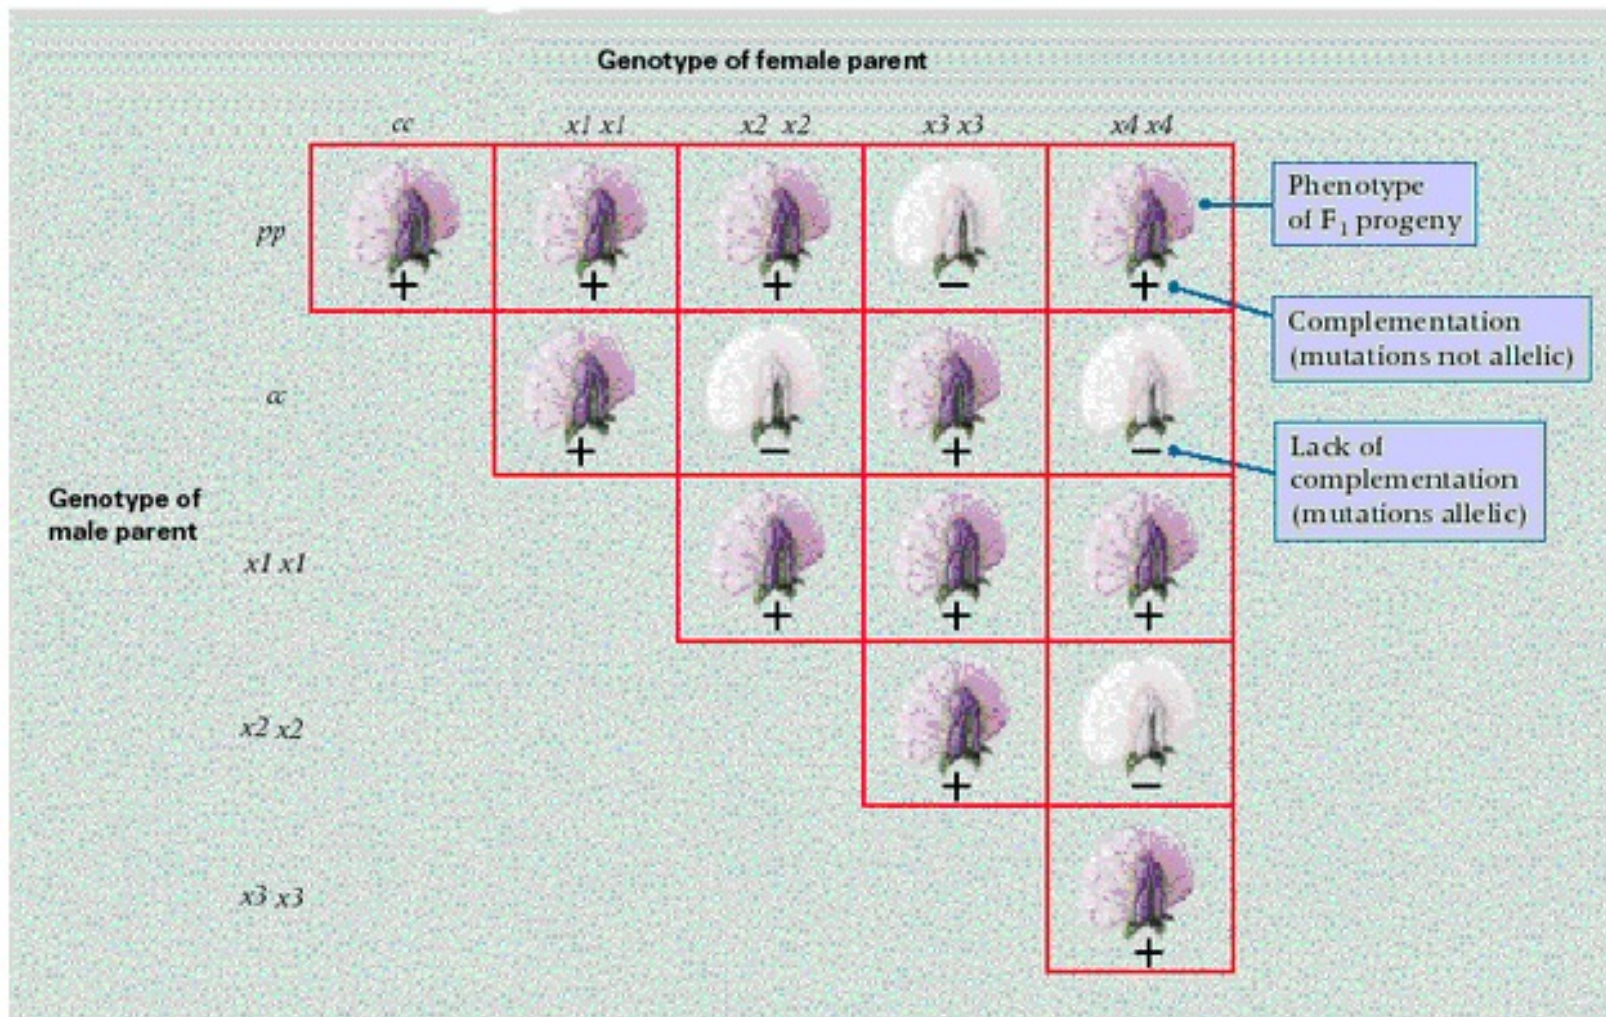 Genotype of female parent
cc x1 x1 x2 x2 x3 x3 x4 x4
pp
+ + + − +
Phenotype
of F₁ progeny
Complementation
(mutations not allelic)
cc
+ − + −
Lack of
complementation
(mutations allelic)
Genotype of
male parent
x1 x1
+ + +
x2 x2
+ −
x3 x3
+